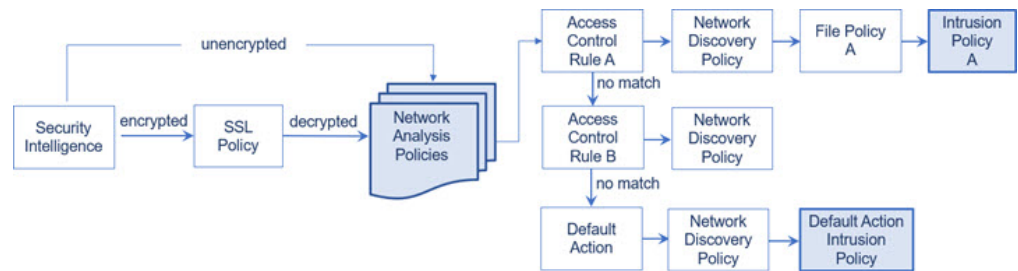 unencrypted
Security
Intelligence
encrypted
SSL
Policy
decrypted
Network
Analysis
Policies
Access
Control
Rule A
Network
Discovery
Policy
File Policy
A
Intrusion
Policy
A
no match
Access
Control
Rule B
Network
Discovery
Policy
no match
Default
Action
Network
Discovery
Policy
Default Action
Intrusion
Policy